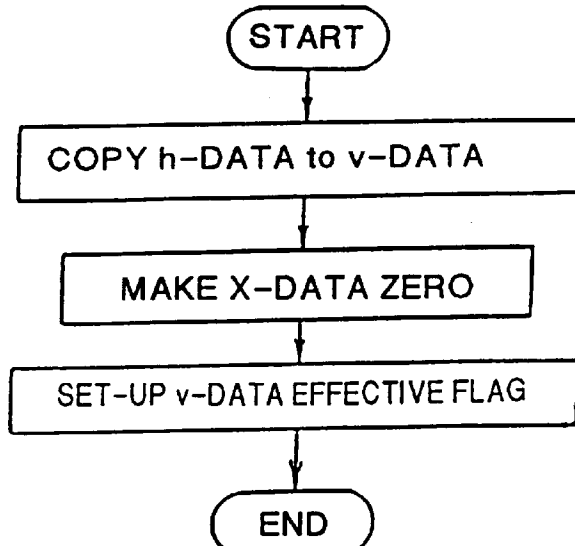 START
COPY h-DATA to v-DATA
MAKE X-DATA ZERO
SET-UP v-DATA EFFECTIVE FLAG
END